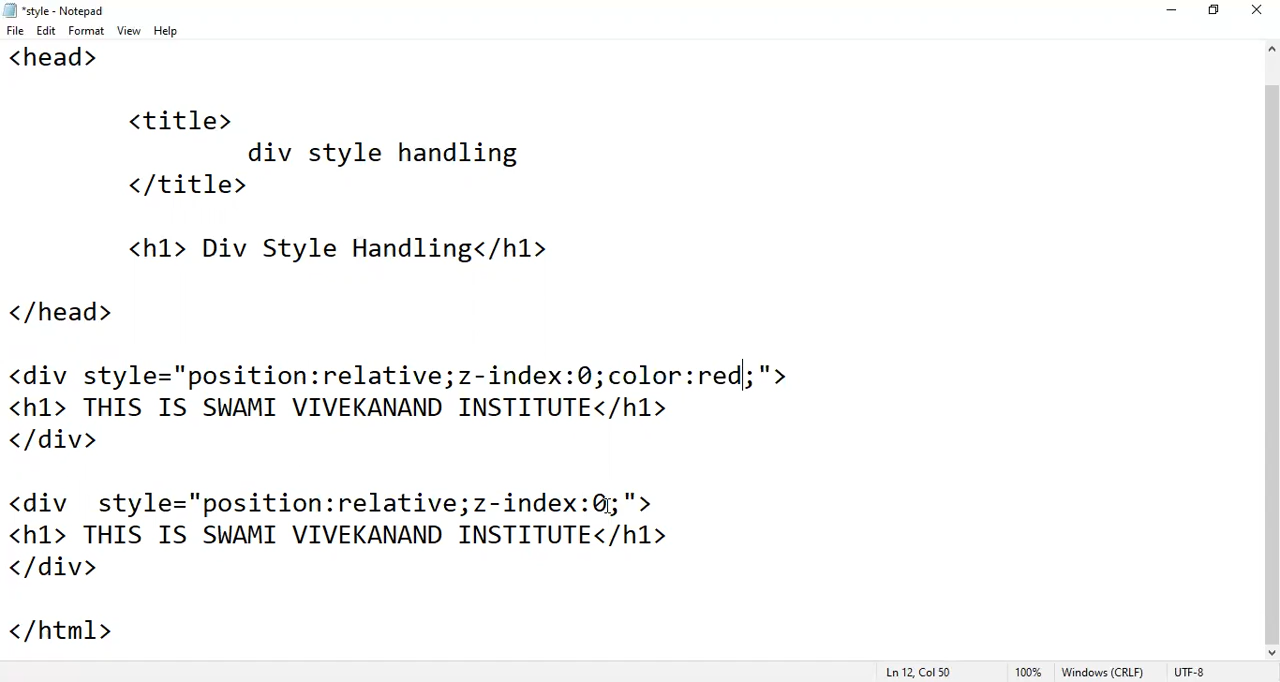 *style - Notepad
File Edit Format View Help
<head>
<title>
div style handling
</title>
<h1> Div Style Handling</h1>
</head>
<div style="position:relative;z-index:0;color:red;">
<h1> THIS IS SWAMI VIVEKANAND INSTITUTE</h1>
</div>
<div  style="position:relative;z-index:0;">
<h1> THIS IS SWAMI VIVEKANAND INSTITUTE</h1>
</div>
</html>
Ln 12, Col 50 100% Windows (CRLF) UTF-8